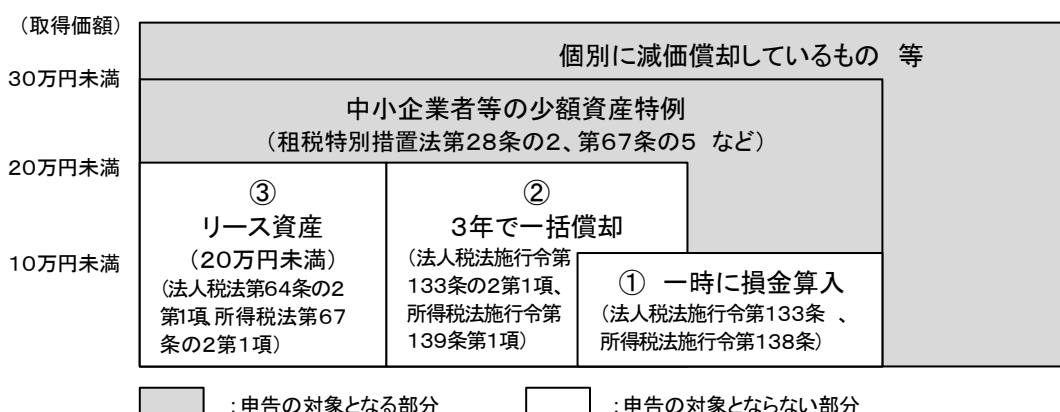 （取得価額）
個別に減価償却しているもの 等
30万円未満
中小企業者等の少額資産特例
（租税特別措置法第28条の2、第67条の5 など）
20万円未満
③
リース資産
（20万円未満）
（法人税法第64条の2
第1項、所得税法第67
条の2第1項）
②
3年で一括償却
（法人税法施行令第
133条の2第1項、
所得税法施行令第
139条第1項）
10万円未満
① 一時に損金算入
（法人税法施行令第133条 、
所得税法施行令第138条）
：申告の対象となる部分
：申告の対象とならない部分